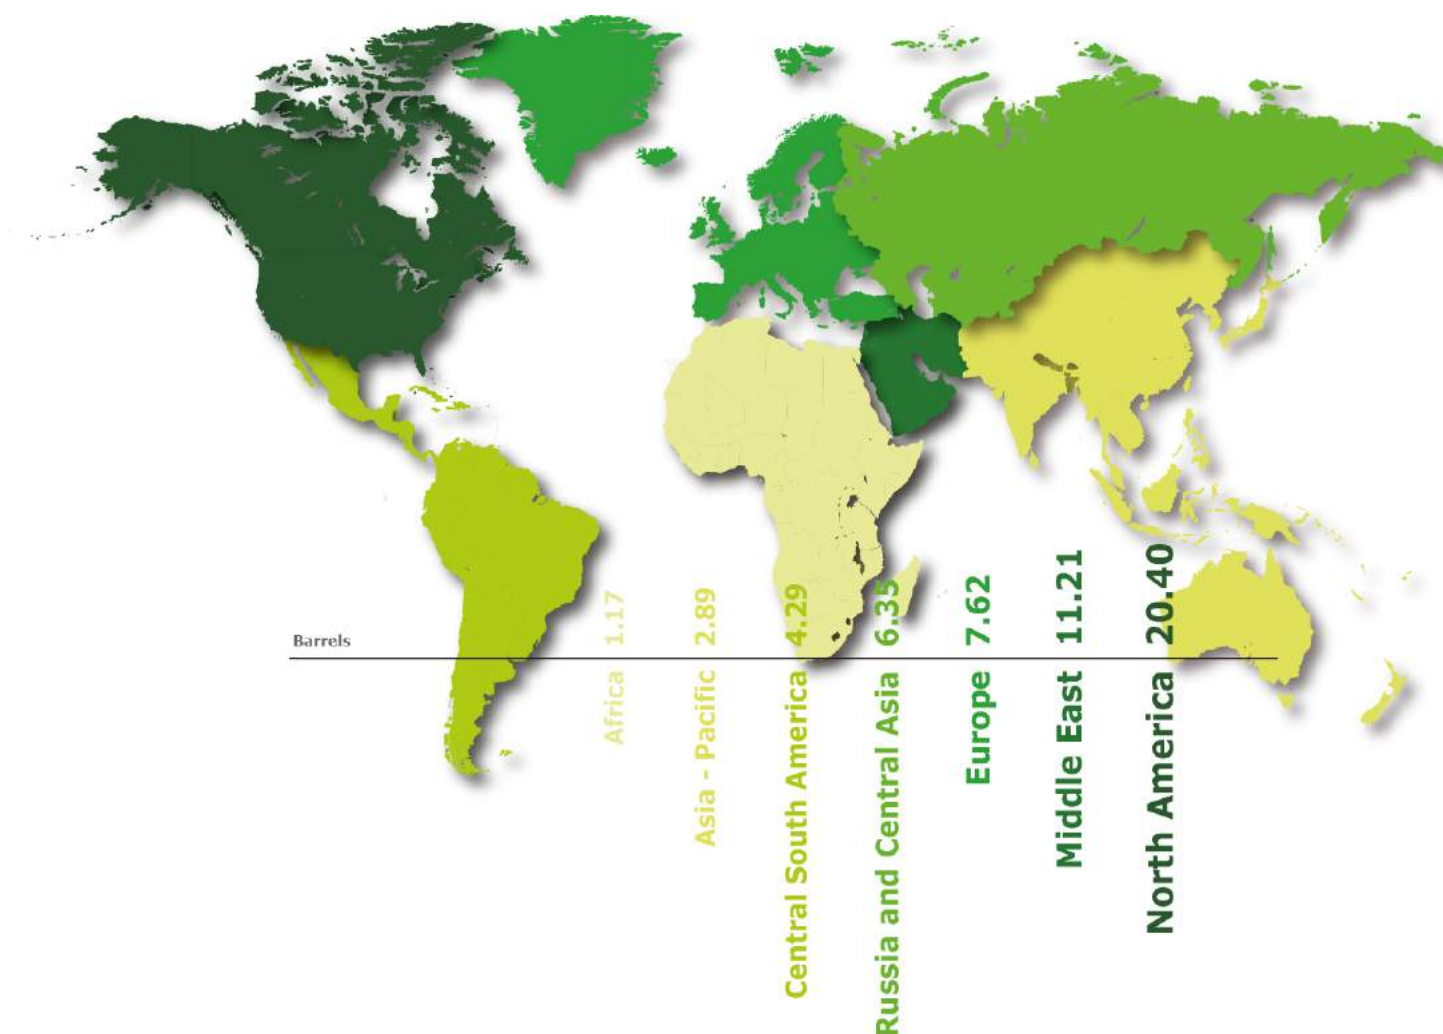 Barrels
Africa 1.17
Asia - Pacific 2.89
Central South America 4.29
Russia and Central Asia 6.35
Europe 7.62
Middle East 11.21
North America 20.40